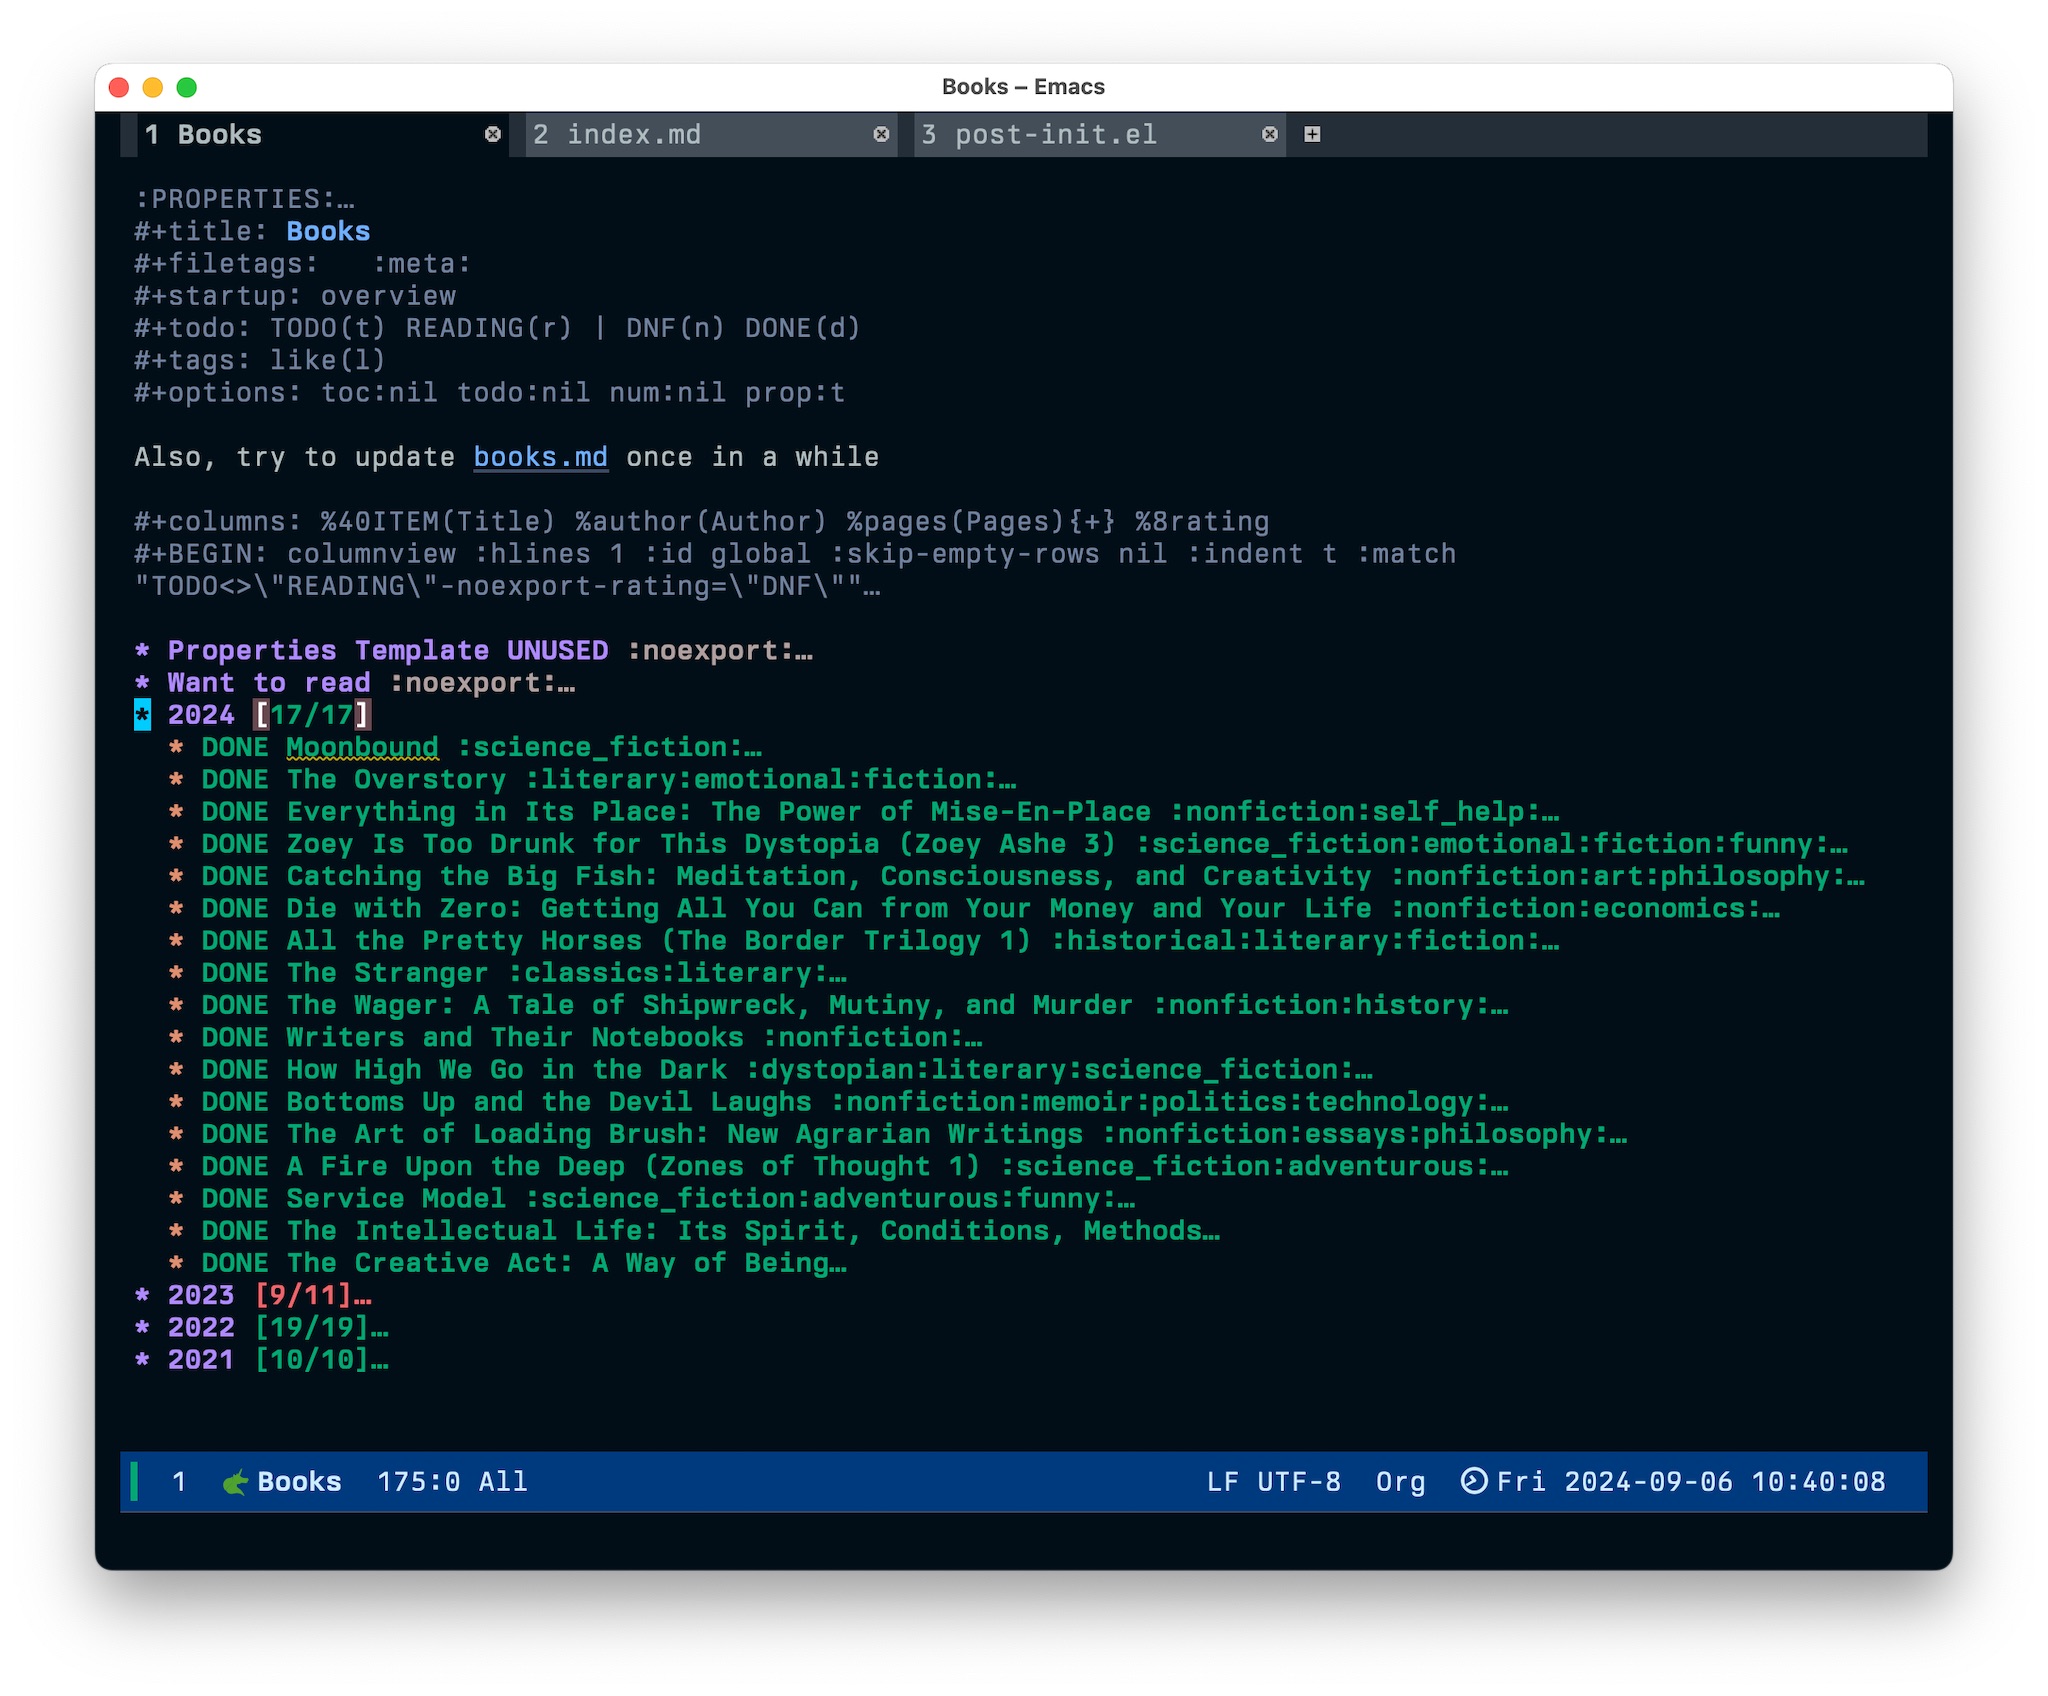 Books – Emacs
1 Books 2 index.md 3 post-init.el
:PROPERTIES:…
#+title: Books
#+filetags:   :meta:
#+startup: overview
#+todo: TODO(t) READING(r) | DNF(n) DONE(d)
#+tags: like(l)
#+options: toc:nil todo:nil num:nil prop:t
Also, try to update books.md once in a while
#+columns: %40ITEM(Title) %author(Author) %pages(Pages){+} %8rating
#+BEGIN: columnview :hlines 1 :id global :skip-empty-rows nil :indent t :match
"TODO<>\"READING\"-noexport-rating=\"DNF\""…
* Properties Template UNUSED :noexport:…
* Want to read :noexport:…
* 2024 [17/17]
* DONE Moonbound :science_fiction:…
* DONE The Overstory :literary:emotional:fiction:…
* DONE Everything in Its Place: The Power of Mise-En-Place :nonfiction:self_help:…
* DONE Zoey Is Too Drunk for This Dystopia (Zoey Ashe 3) :science_fiction:emotional:fiction:funny:…
* DONE Catching the Big Fish: Meditation, Consciousness, and Creativity :nonfiction:art:philosophy:…
* DONE Die with Zero: Getting All You Can from Your Money and Your Life :nonfiction:economics:…
* DONE All the Pretty Horses (The Border Trilogy 1) :historical:literary:fiction:…
* DONE The Stranger :classics:literary:…
* DONE The Wager: A Tale of Shipwreck, Mutiny, and Murder :nonfiction:history:…
* DONE Writers and Their Notebooks :nonfiction:…
* DONE How High We Go in the Dark :dystopian:literary:science_fiction:…
* DONE Bottoms Up and the Devil Laughs :nonfiction:memoir:politics:technology:…
* DONE The Art of Loading Brush: New Agrarian Writings :nonfiction:essays:philosophy:…
* DONE A Fire Upon the Deep (Zones of Thought 1) :science_fiction:adventurous:…
* DONE Service Model :science_fiction:adventurous:funny:…
* DONE The Intellectual Life: Its Spirit, Conditions, Methods…
* DONE The Creative Act: A Way of Being…
* 2023 [9/11]…
* 2022 [19/19]…
* 2021 [10/10]…
1 Books 175:0 All LF UTF-8 Org Fri 2024-09-06 10:40:08